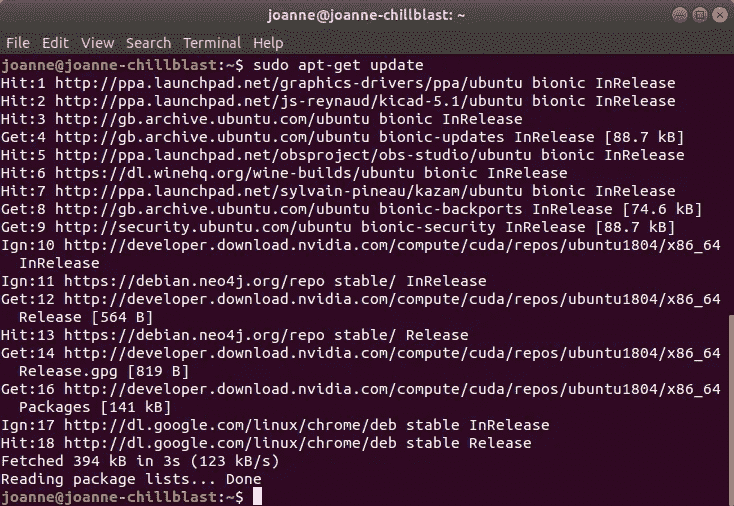 joanne@joanne-chillblast: ~
File Edit View Search Terminal Help
joanne@joanne-chillblast:~$ sudo apt-get update
Hit:1 http://ppa.launchpad.net/graphics-drivers/ppa/ubuntu bionic InRelease
Hit:2 http://ppa.launchpad.net/js-reynaud/kicad-5.1/ubuntu bionic InRelease
Hit:3 http://gb.archive.ubuntu.com/ubuntu bionic InRelease
Get:4 http://gb.archive.ubuntu.com/ubuntu bionic-updates InRelease [88.7 kB]
Hit:5 http://ppa.launchpad.net/obsproject/obs-studio/ubuntu bionic InRelease
Hit:6 https://dl.winehq.org/wine-builds/ubuntu bionic InRelease
Hit:7 http://ppa.launchpad.net/sylvain-pineau/kazam/ubuntu bionic InRelease
Get:8 http://gb.archive.ubuntu.com/ubuntu bionic-backports InRelease [74.6 kB]
Get:9 http://security.ubuntu.com/ubuntu bionic-security InRelease [88.7 kB]
Ign:10 http://developer.download.nvidia.com/compute/cuda/repos/ubuntu1804/x86_64
InRelease
Ign:11 https://debian.neo4j.org/repo stable/ InRelease
Get:12 http://developer.download.nvidia.com/compute/cuda/repos/ubuntu1804/x86_64
Release [564 B]
Hit:13 https://debian.neo4j.org/repo stable/ Release
Get:14 http://developer.download.nvidia.com/compute/cuda/repos/ubuntu1804/x86_64
Release.gpg [819 B]
Get:16 http://developer.download.nvidia.com/compute/cuda/repos/ubuntu1804/x86_64
Packages [141 kB]
Ign:17 http://dl.google.com/linux/chrome/deb stable InRelease
Hit:18 http://dl.google.com/linux/chrome/deb stable Release
Fetched 394 kB in 3s (123 kB/s)
Reading package lists... Done
joanne@joanne-chillblast:~$